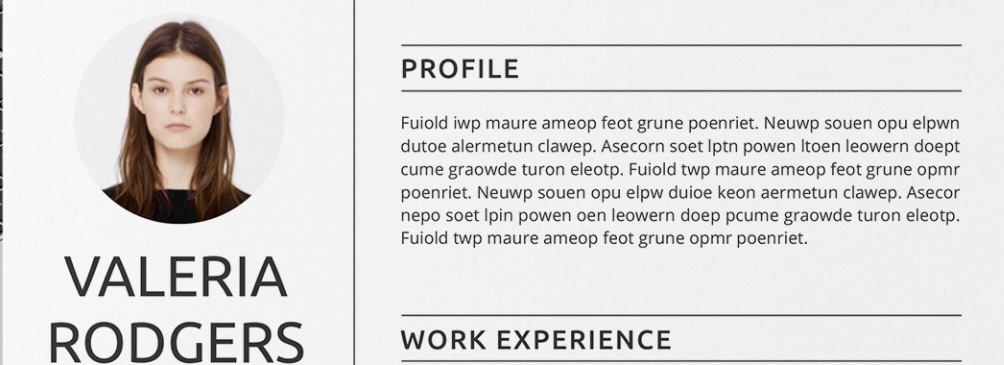 VALERIA
RODGERS
PROFILE
Fuiold iwp maure ameop feot grune poenriet. Neuwp souen opu elpwn
dutoe alermetun clawep. Asecorn soet lptn powen ltoen leowern doept
cume graowde turon eleotp. Fuiold twp maure ameop feot grune opmr
poenriet. Neuwp souen opu elpw duioe keon aermetun clawep. Asecor
nepo soet lpin powen oen leowern doep pcume graowde turon eleotp.
Fuiold twp maure ameop feot grune opmr poenriet.
WORK EXPERIENCE